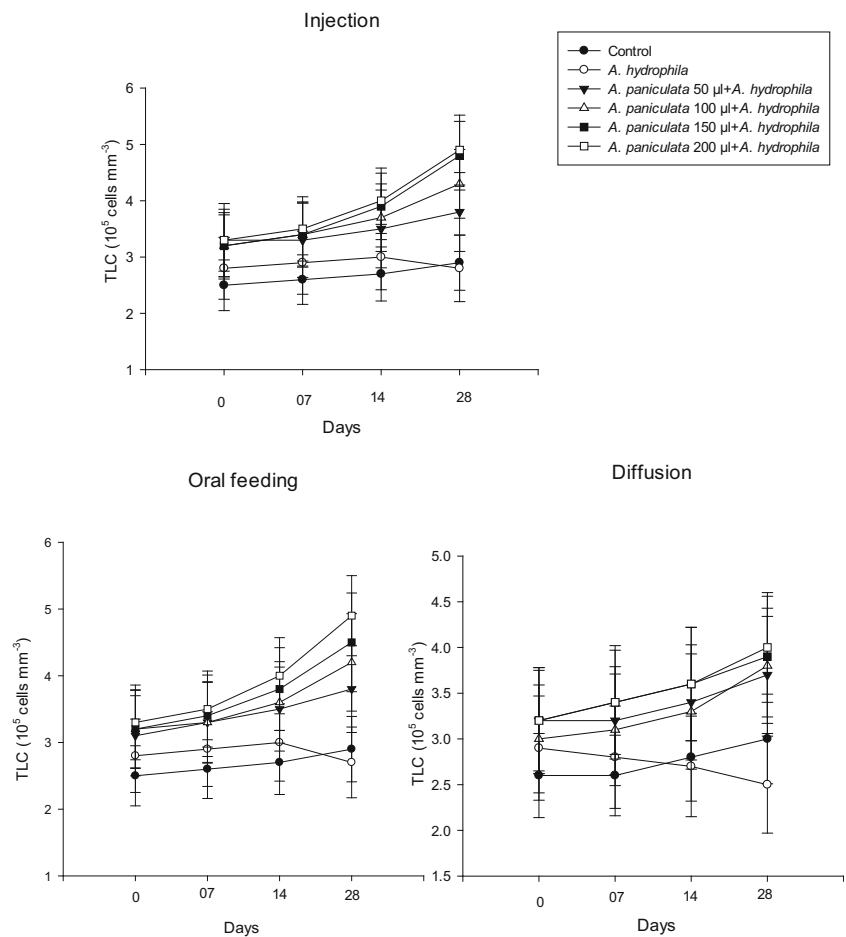 Injection
Control
A. hydrophila
A. paniculata 50 µl+A. hydrophila
A. paniculata 100 µl+A. hydrophila
A. paniculata 150 µl+A. hydrophila
A. paniculata 200 µl+A. hydrophila
6
5
4
3
2
1
TLC (10⁵ cells mm⁻³)
0 07 14 28
Days
Oral feeding
6
5
4
3
2
1
TLC (10⁵ cells mm⁻³)
0 07 14 28
Days
Diffusion
5.0
4.5
4.0
3.5
3.0
2.5
2.0
1.5
TLC (10⁵ cells mm⁻³)
0 07 14 28
Days